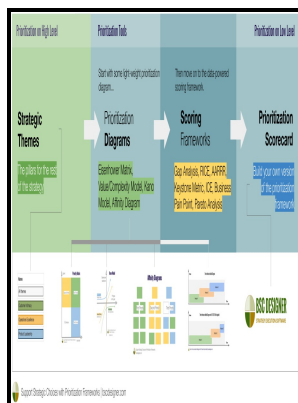 Prioritization on High Level
Prioritization Tools
Prioritization on Low Level
Start with some light-weight prioritization
diagram...
Then move on to the data-powered
scoring framework.
Strategic
Themes
Prioritization
Diagrams
Scoring
Frameworks
Prioritization
Scorecard
The pillars for the rest
of the strategy
Eisenhower Matrix,
Value/Complexity Model, Kano
Model, Affinity Diagram
Gap Analysis, RICE, AARRR,
Keystone Metric, ICE, Business
Pain Point, Pareto Analysis
Build your own version
of the prioritization
framework
Affinity Diagram
BSC DESIGNER
STRATEGY EXECUTION SOFTWARE
Support Strategic Choices with Prioritization Frameworks, bscdesigner.com